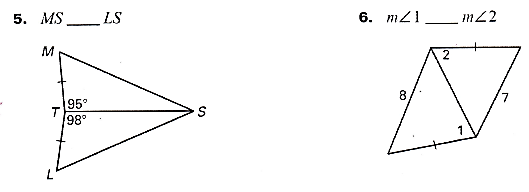 5. MS ____ LS
6. m∠1 ____ m∠2
M
T
95°
98°
S
L
2
8
7
1